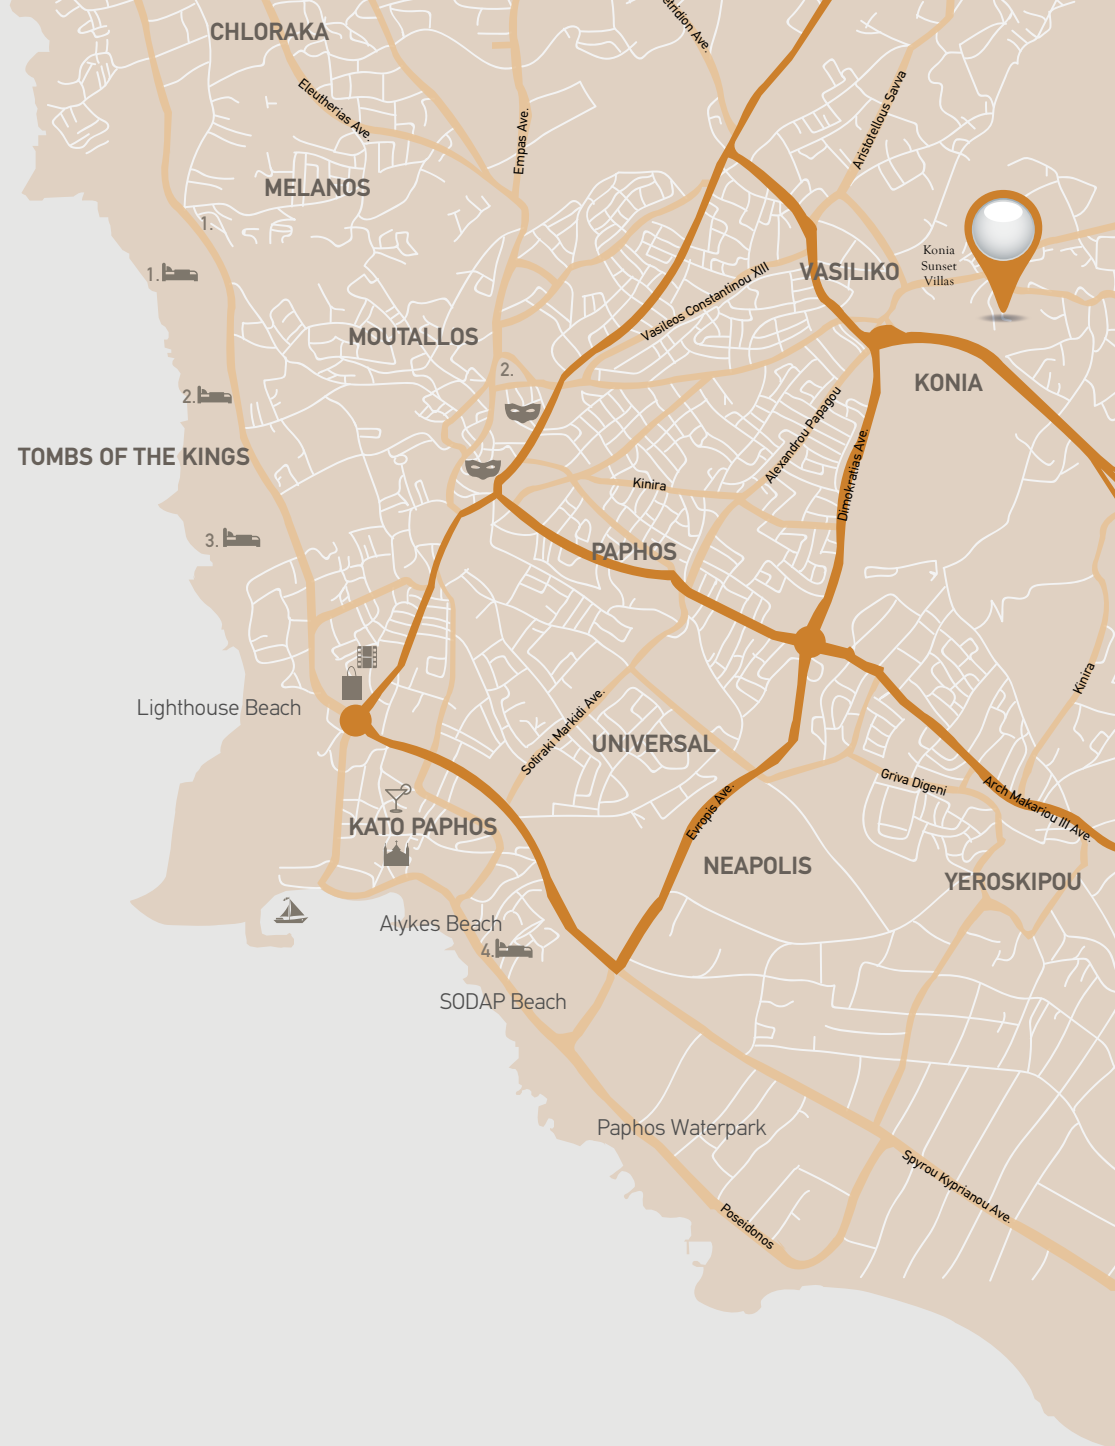 CHLORAKA
Eleutherias Ave.
Empas Ave.
Aristotellous Savva
MELANOS
1.
1.
Konia
Sunset
Villas
VASILIKO
Vasileos Constantinou XIII
MOUTALLOS
2.
KONIA
2.
Alexandrou Papagou
TOMBS OF THE KINGS
Dimokratias Ave.
Kinira
3.
PAPHOS
Kinira
Lighthouse Beach
Sotiraki Markidi Ave.
UNIVERSAL
Griva Digeni
Arch Makariou III Ave.
Evropis Ave.
KATO PAPHOS
NEAPOLIS
YEROSKIPOU
Alykes Beach
4.
SODAP Beach
Paphos Waterpark
Spyrou Kyprianou Ave.
Poseidonos